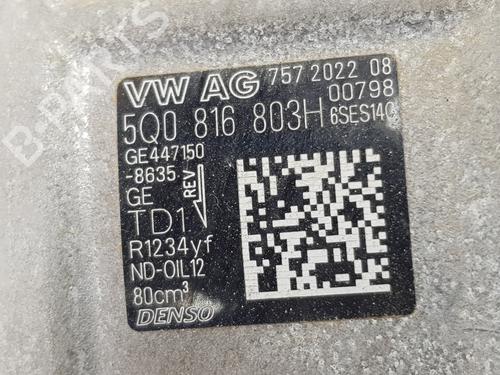 B-PARTS
VW AG 757 2022 08
00798
5Q0 816 803H 6SES14C
GE447150
-8635 REV
GE
TD1
R1234yf
ND-OIL12
80cm³
DENSO